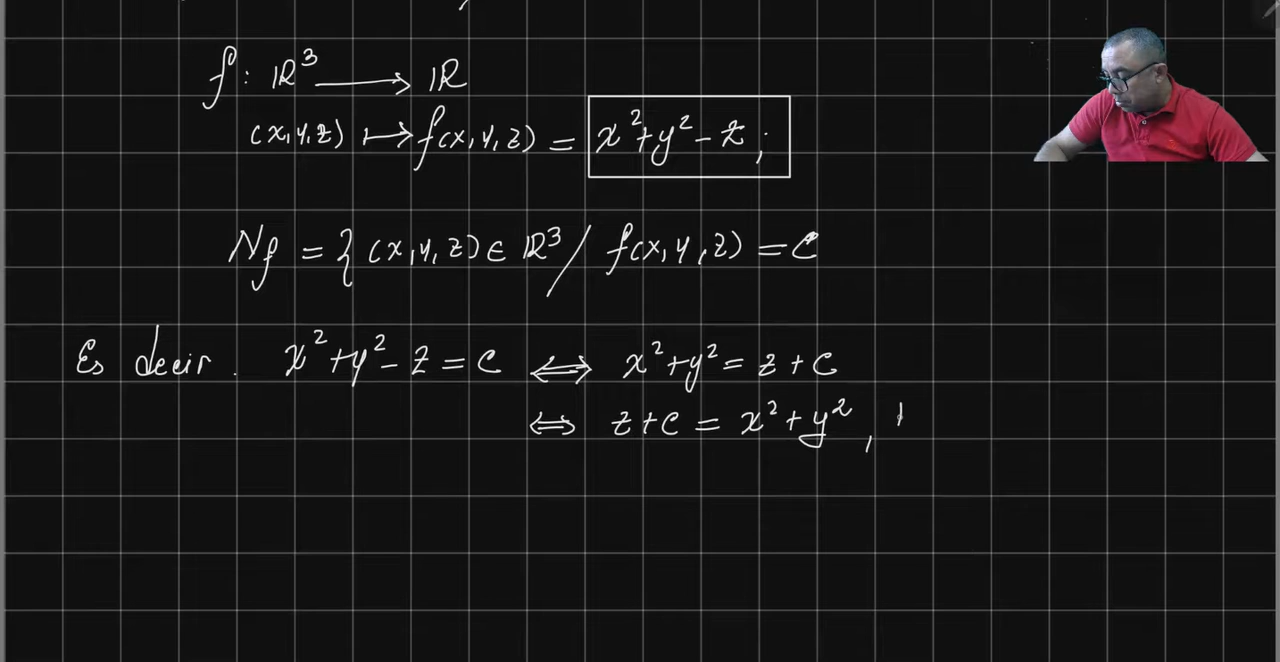 f: ℝ³ ⟶ ℝ
(x,y,z) ↦ f(x,y,z) = x²+y²-z;
Nf = { (x,y,z) ∈ ℝ³ / f(x,y,z) = C
Es decir. x²+y²-z = C ⟺ x²+y² = z+C
⟺ z+C = x²+y²,